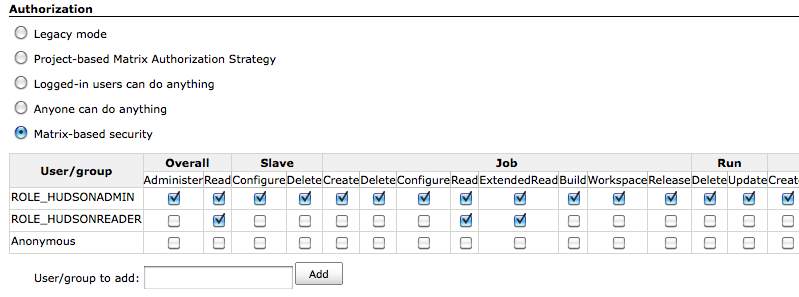 Authorization
Legacy mode
Project-based Matrix Authorization Strategy
Logged-in users can do anything
Anyone can do anything
Matrix-based security
User/group Overall Slave Job Run
Administer Read Configure Delete Create Delete Configure Read ExtendedRead Build Workspace Release Delete Update Creat
ROLE_HUDSONADMIN
ROLE_HUDSONREADER
Anonymous
User/group to add: Add